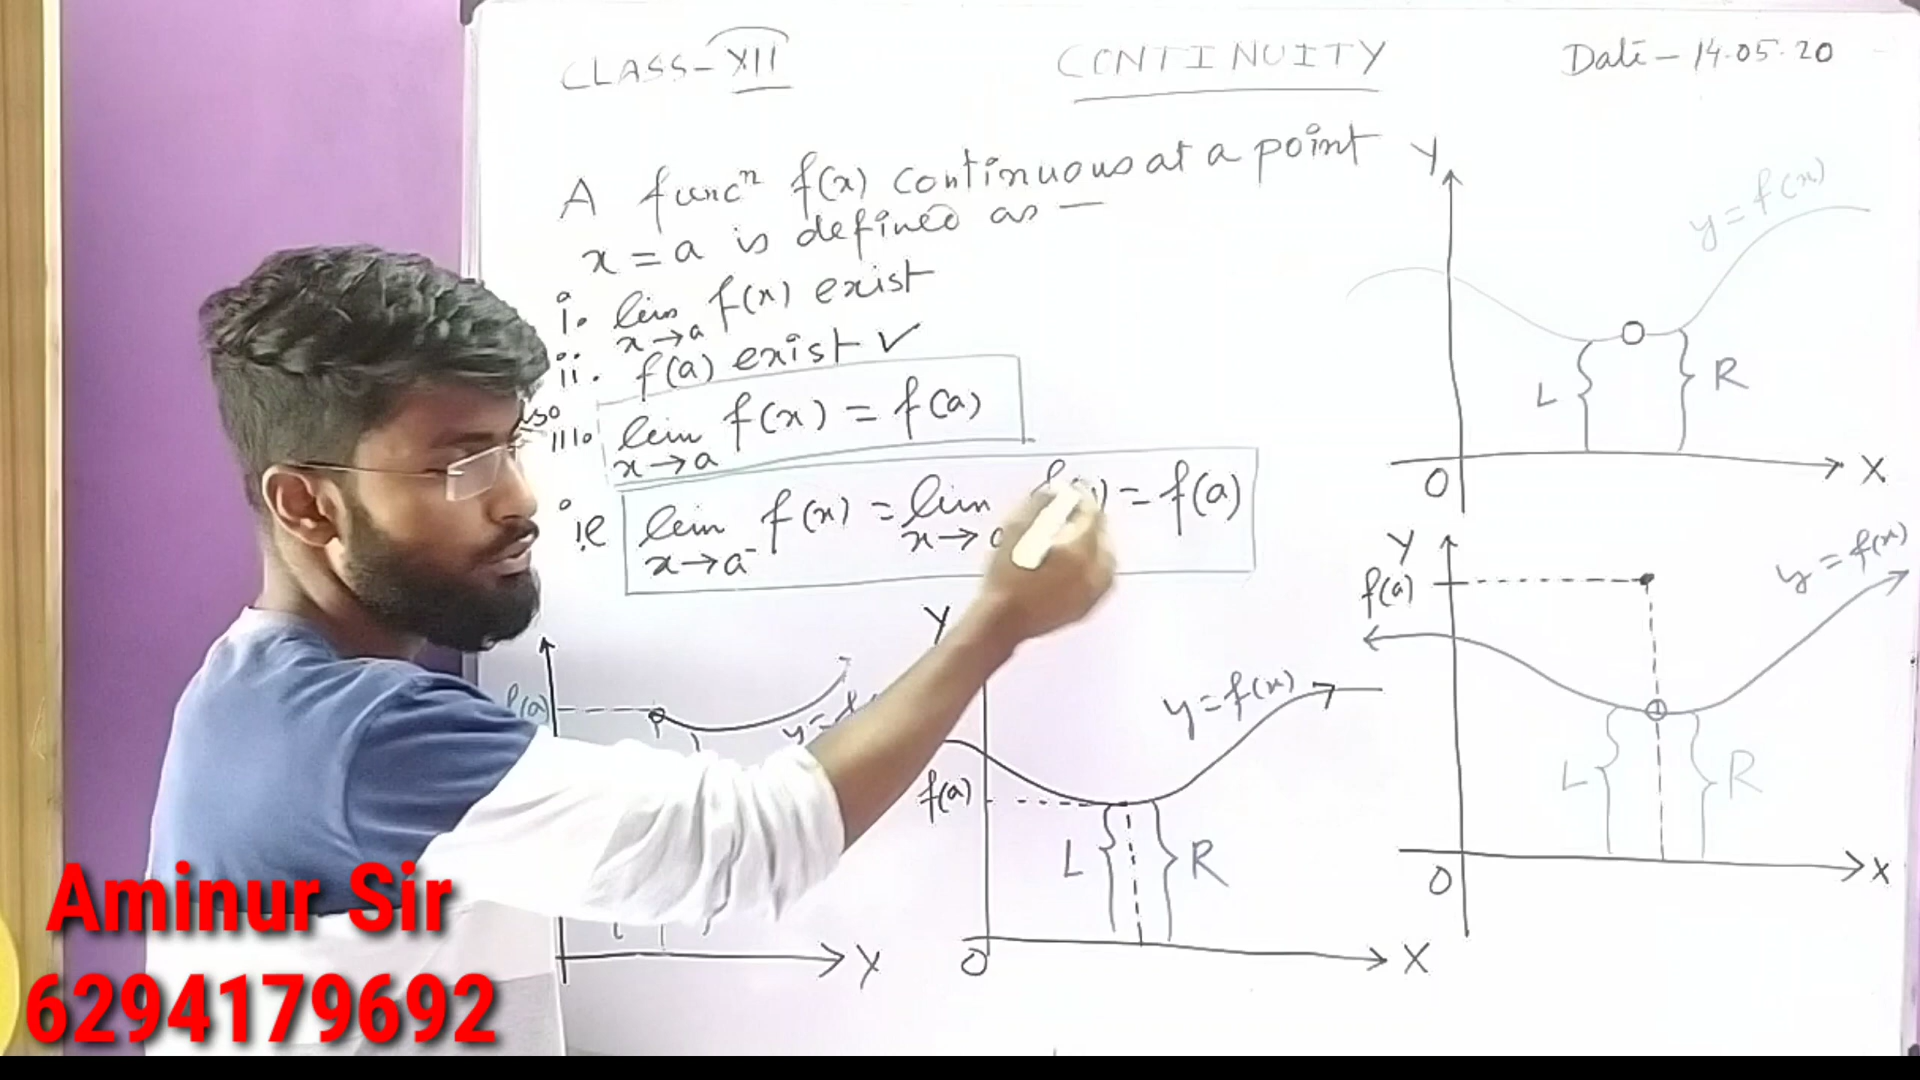 CLASS-XII
CONTINUITY
Date - 14.05.20
A funcⁿ f(x) continuous at a point
x = a is defined as —
i. lim f(x) exist
x→a
ii. f(a) exist ✓
iii. lim f(x) = f(a)
x→a
i.e lim f(x) = lim = f(a)
x→a⁻ x→
Y
y = f(x)
L
R
O
X
Y
f(a)
y = f(x)
L
R
O
X
f(a)
y =
Y
Y
y = f(x)
f(a)
L
R
O
X
Aminur Sir
6294179692